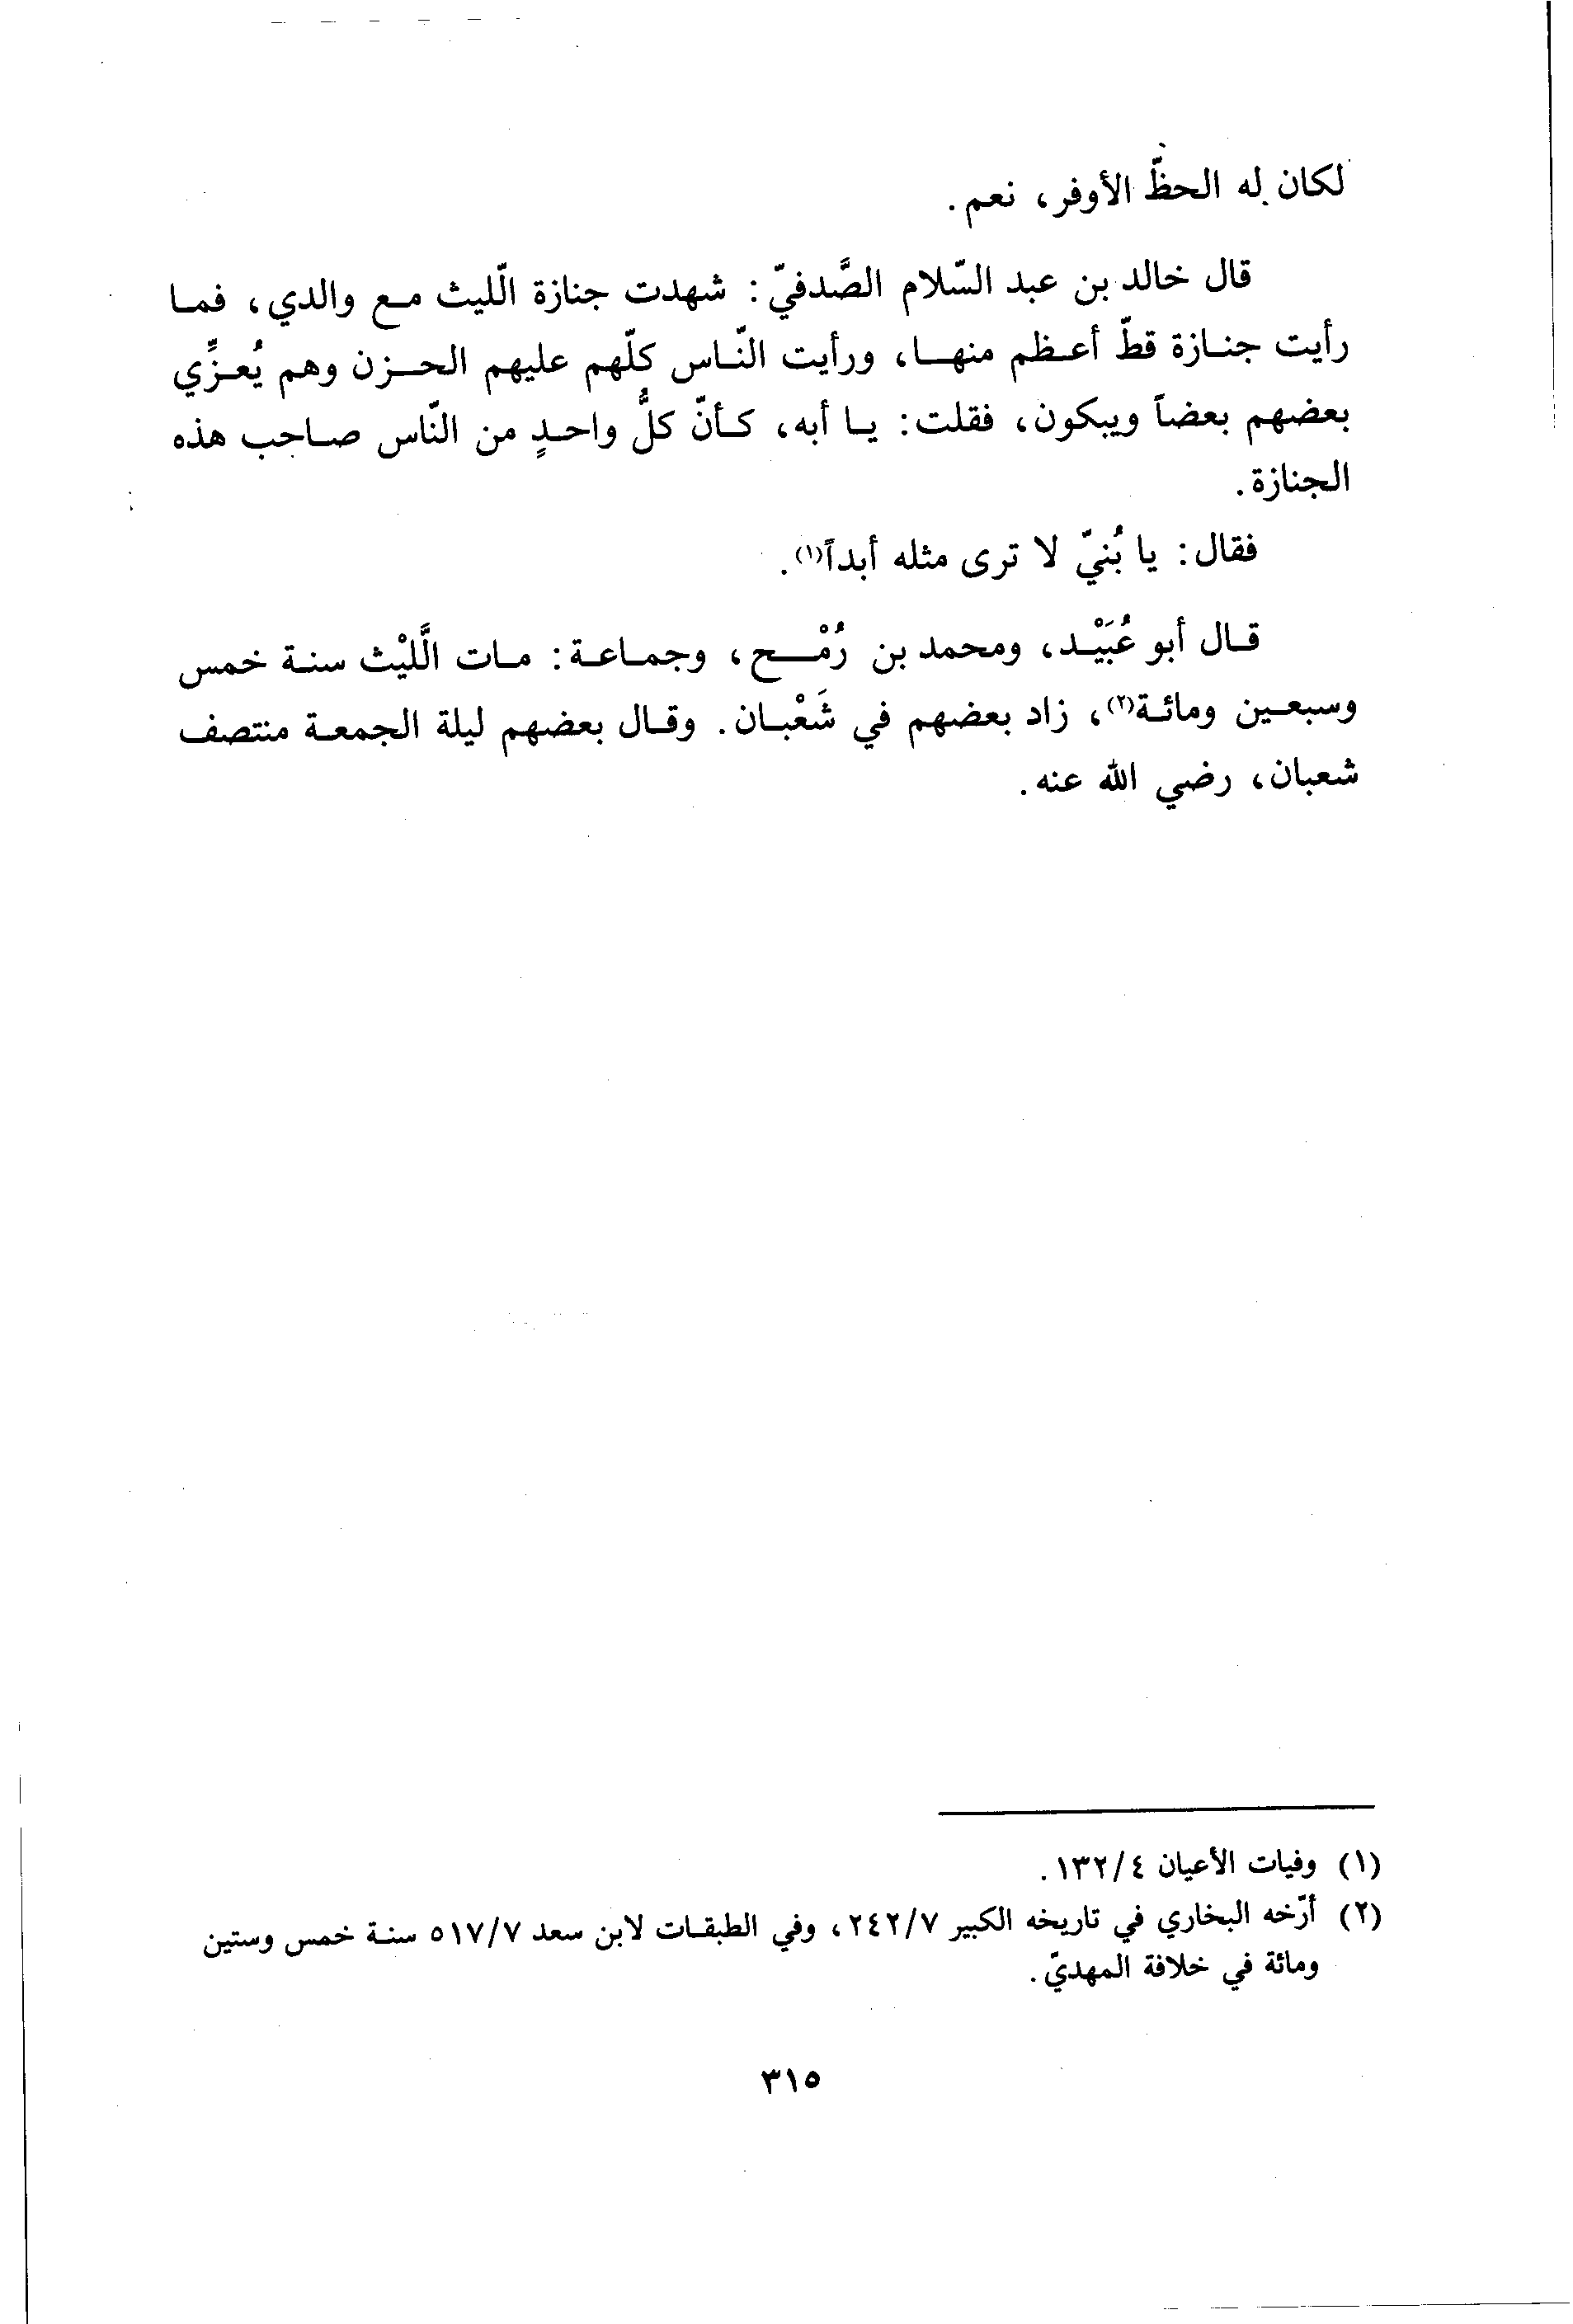 لكان له الحظّ الأوفر، نعم.
قال خالد بن عبد السّلام الصَّدفيّ: شهدت جنازة اللّيث مع والدي، فما
رأيت جنازة قطّ أعظم منها، ورأيت النّاس كلّهم عليهم الحزن وهم يُعزِّي
بعضهم بعضاً ويبكون، فقلت: يا أبه، كأنّ كلُّ واحدٍ من النّاس صاحب هذه
الجنازة.
فقال: يا بُنيّ لا ترى مثله أبداً(١).
قال أبو عُبَيْد، ومحمد بن رُمْح، وجماعة: مات اللَّيْث سنة خمس
وسبعين ومائة(٢)، زاد بعضهم في شَعْبان. وقال بعضهم ليلة الجمعة منتصف
شعبان، رضي الله عنه.
(١) وفيات الأعيان ٤/١٣٢.
(٢) أرّخه البخاري في تاريخه الكبير ٧/٢٤٢، وفي الطبقات لابن سعد ٧/٥١٧ سنة خمس وستين
ومائة في خلافة المهديّ.
٣١٥